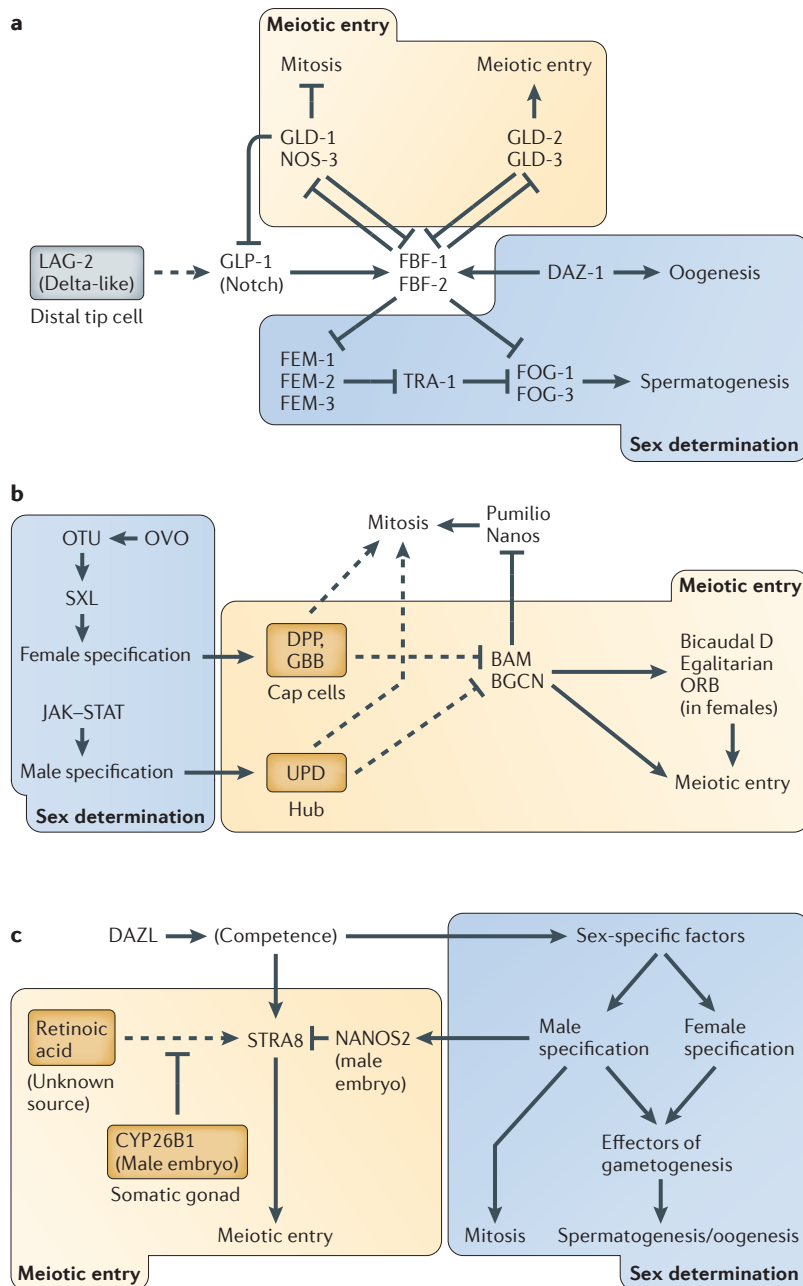 a
Meiotic entry
Mitosis
Meiotic entry
GLD-1
NOS-3
GLD-2
GLD-3
LAG-2
(Delta-like)
Distal tip cell
GLP-1
(Notch)
FBF-1
FBF-2
DAZ-1
Oogenesis
FEM-1
FEM-2
FEM-3
TRA-1
FOG-1
FOG-3
Spermatogenesis
Sex determination
b
OTU
OVO
SXL
Female specification
JAK–STAT
Male specification
Sex determination
Mitosis
Pumilio
Nanos
Meiotic entry
DPP,
GBB
Cap cells
BAM
BGCN
Bicaudal D
Egalitarian
ORB
(in females)
UPD
Hub
Meiotic entry
c
DAZL
(Competence)
Sex-specific factors
Retinoic
acid
(Unknown
source)
STRA8
NANOS2
(male
embryo)
Male
specification
Female
specification
CYP26B1
(Male embryo)
Somatic gonad
Effectors of
gametogenesis
Meiotic entry
Mitosis
Spermatogenesis/oogenesis
Meiotic entry
Sex determination